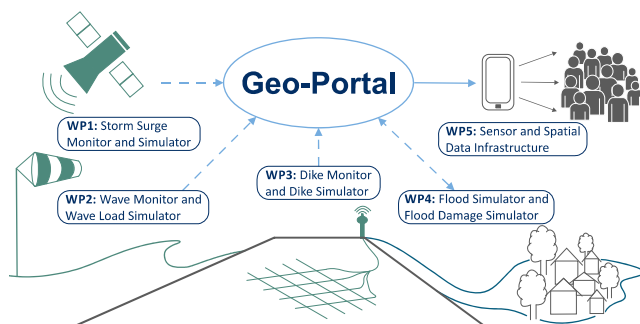 Geo-Portal
WP1: Storm Surge
Monitor and Simulator
WP5: Sensor and Spatial
Data Infrastructure
WP2: Wave Monitor and
Wave Load Simulator
WP3: Dike Monitor
and Dike Simulator
WP4: Flood Simulator and
Flood Damage Simulator